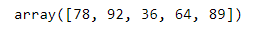 array([78, 92, 36, 64, 89])